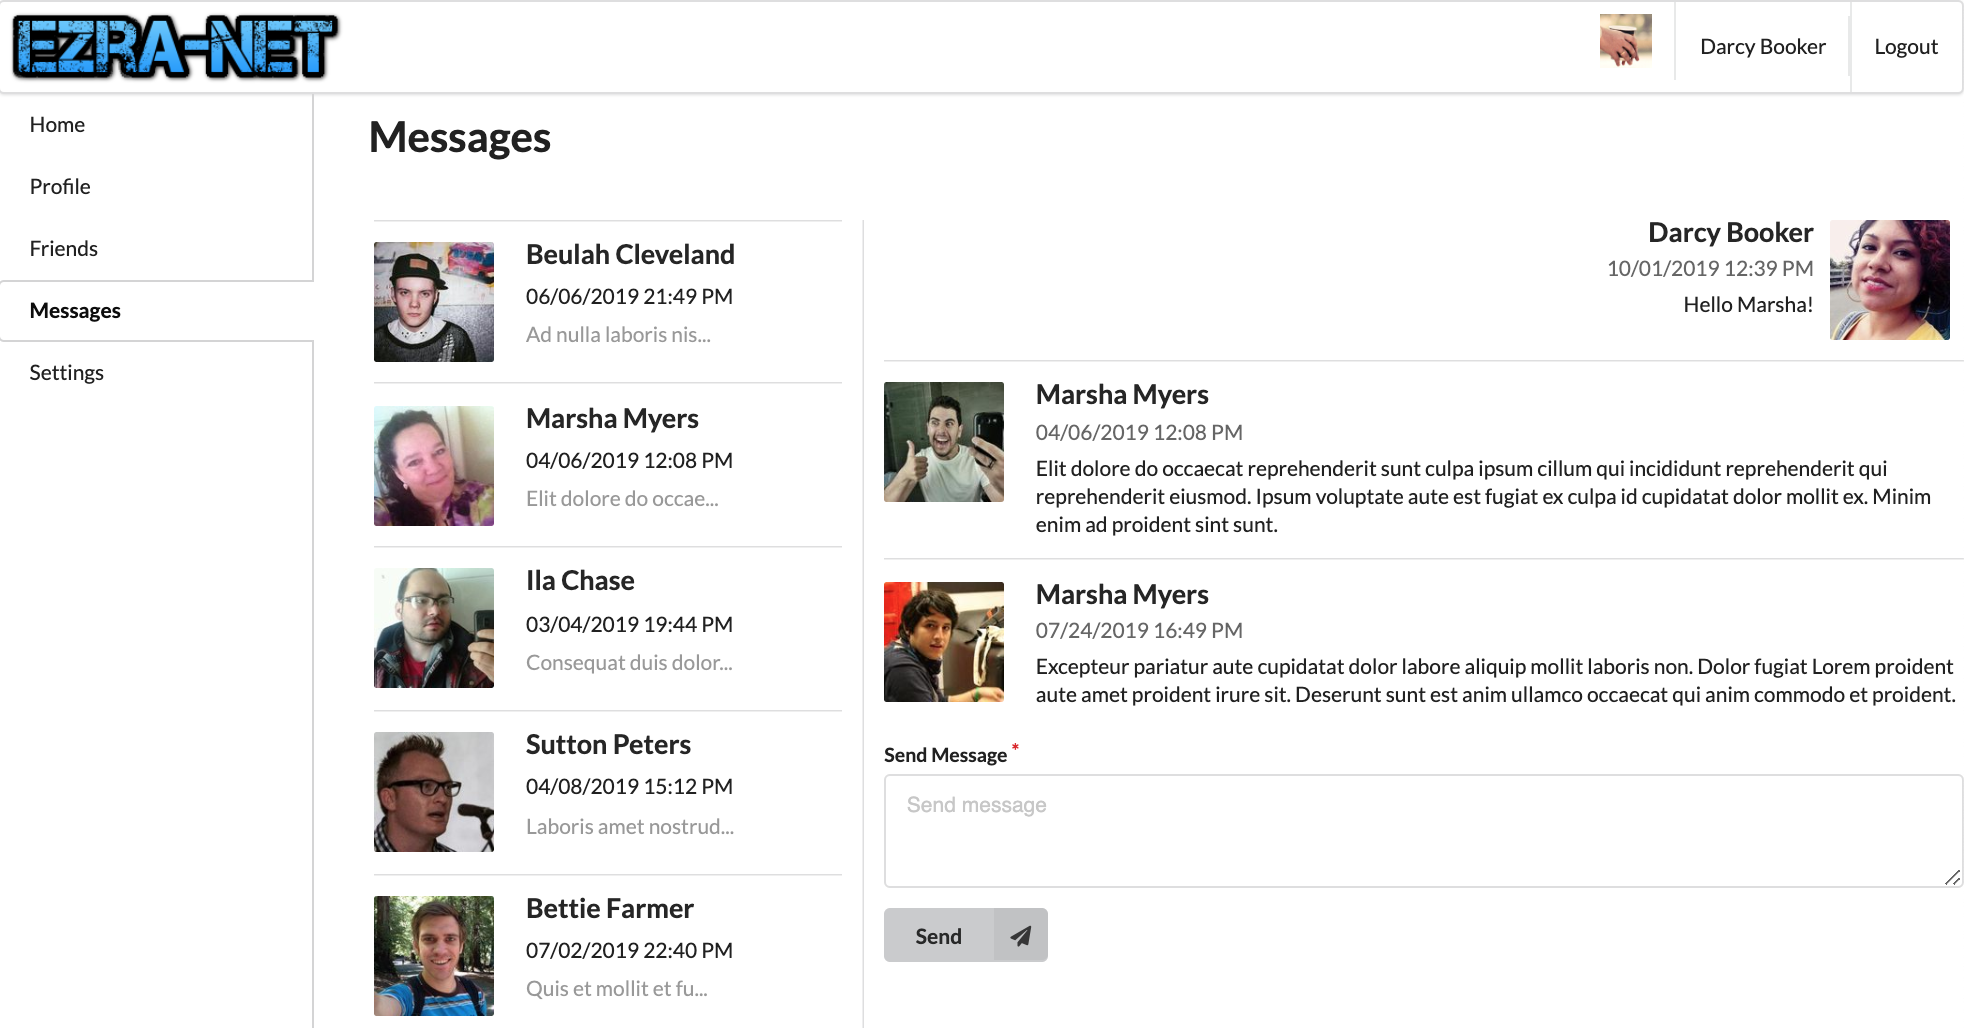 EZRA-NET
Darcy Booker
Logout
Home
Profile
Friends
Messages
Settings
Messages
Beulah Cleveland
06/06/2019 21:49 PM
Ad nulla laboris nis...
Marsha Myers
04/06/2019 12:08 PM
Elit dolore do occae...
Ila Chase
03/04/2019 19:44 PM
Consequat duis dolor...
Sutton Peters
04/08/2019 15:12 PM
Laboris amet nostrud...
Bettie Farmer
07/02/2019 22:40 PM
Quis et mollit et fu...
Darcy Booker
10/01/2019 12:39 PM
Hello Marsha!
Marsha Myers
04/06/2019 12:08 PM
Elit dolore do occaecat reprehenderit sunt culpa ipsum cillum qui incididunt reprehenderit qui
reprehenderit eiusmod. Ipsum voluptate aute est fugiat ex culpa id cupidatat dolor mollit ex. Minim
enim ad proident sint sunt.
Marsha Myers
07/24/2019 16:49 PM
Excepteur pariatur aute cupidatat dolor labore aliquip mollit laboris non. Dolor fugiat Lorem proident
aute amet proident irure sit. Deserunt sunt est anim ullamco occaecat qui anim commodo et proident.
Send Message *
Send message
Send